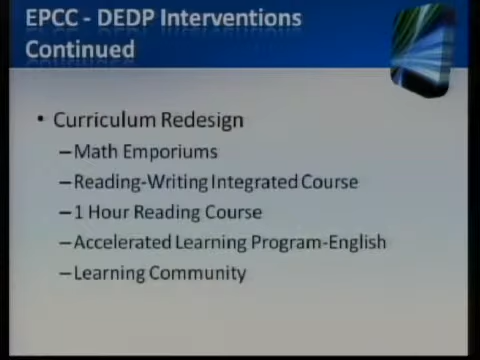 EPCC - DEDP Interventions
Continued
• Curriculum Redesign
–Math Emporiums
–Reading-Writing Integrated Course
–1 Hour Reading Course
–Accelerated Learning Program-English
–Learning Community